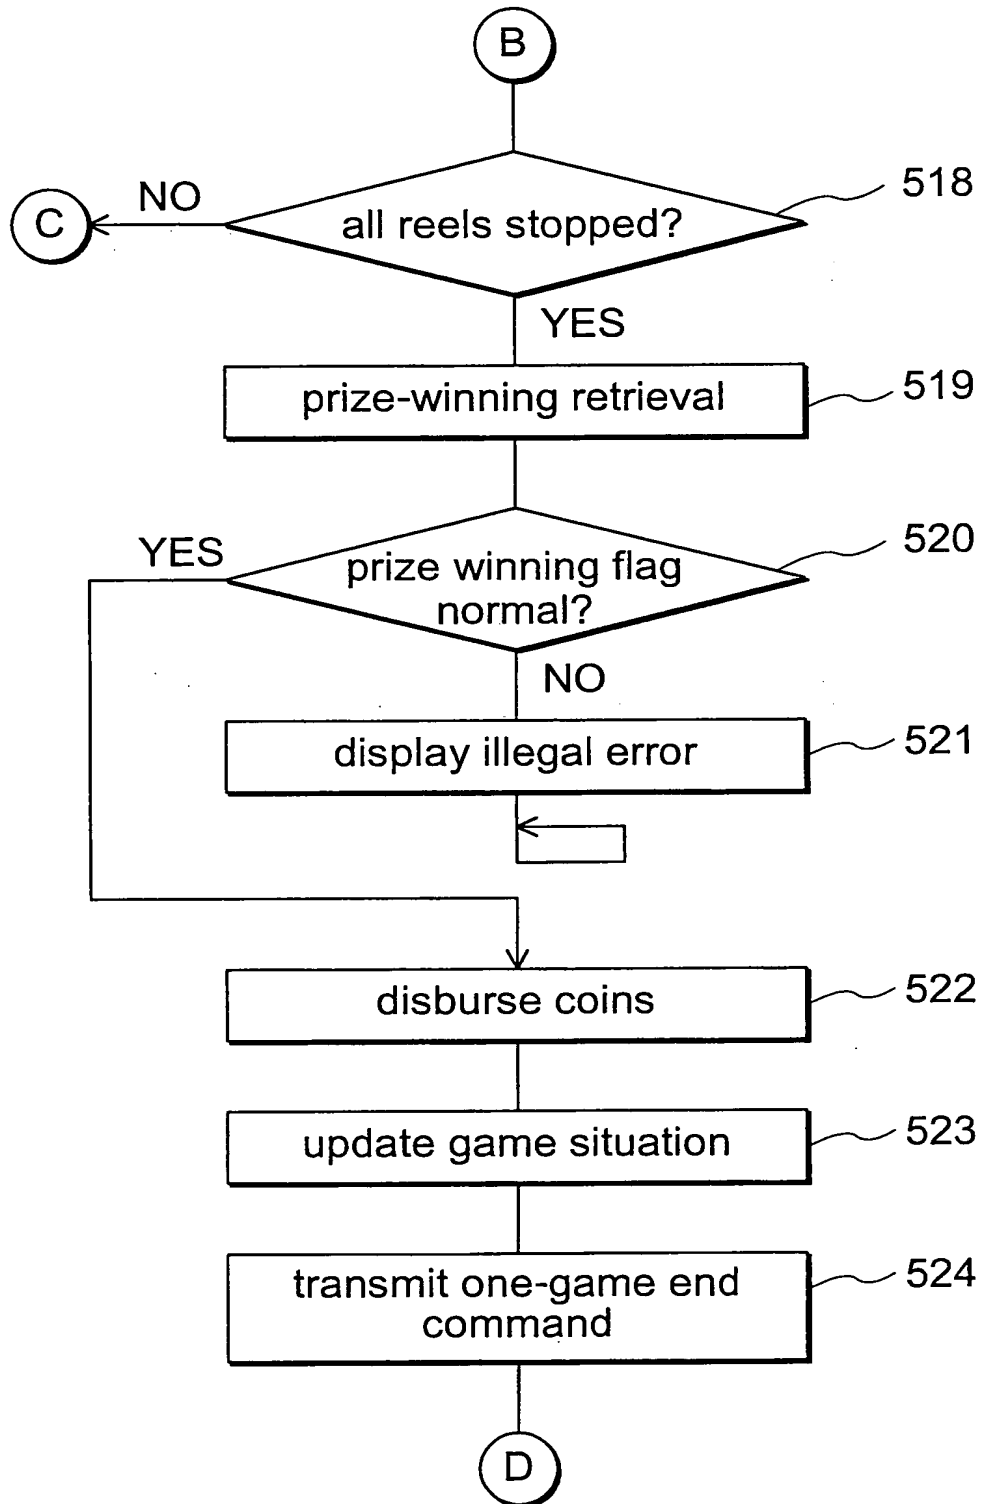 B
518
NO
C
all reels stopped?
YES
prize-winning retrieval
519
520
YES
prize winning flag
normal?
NO
display illegal error
521
disburse coins
522
update game situation
523
transmit one-game end
command
524
D